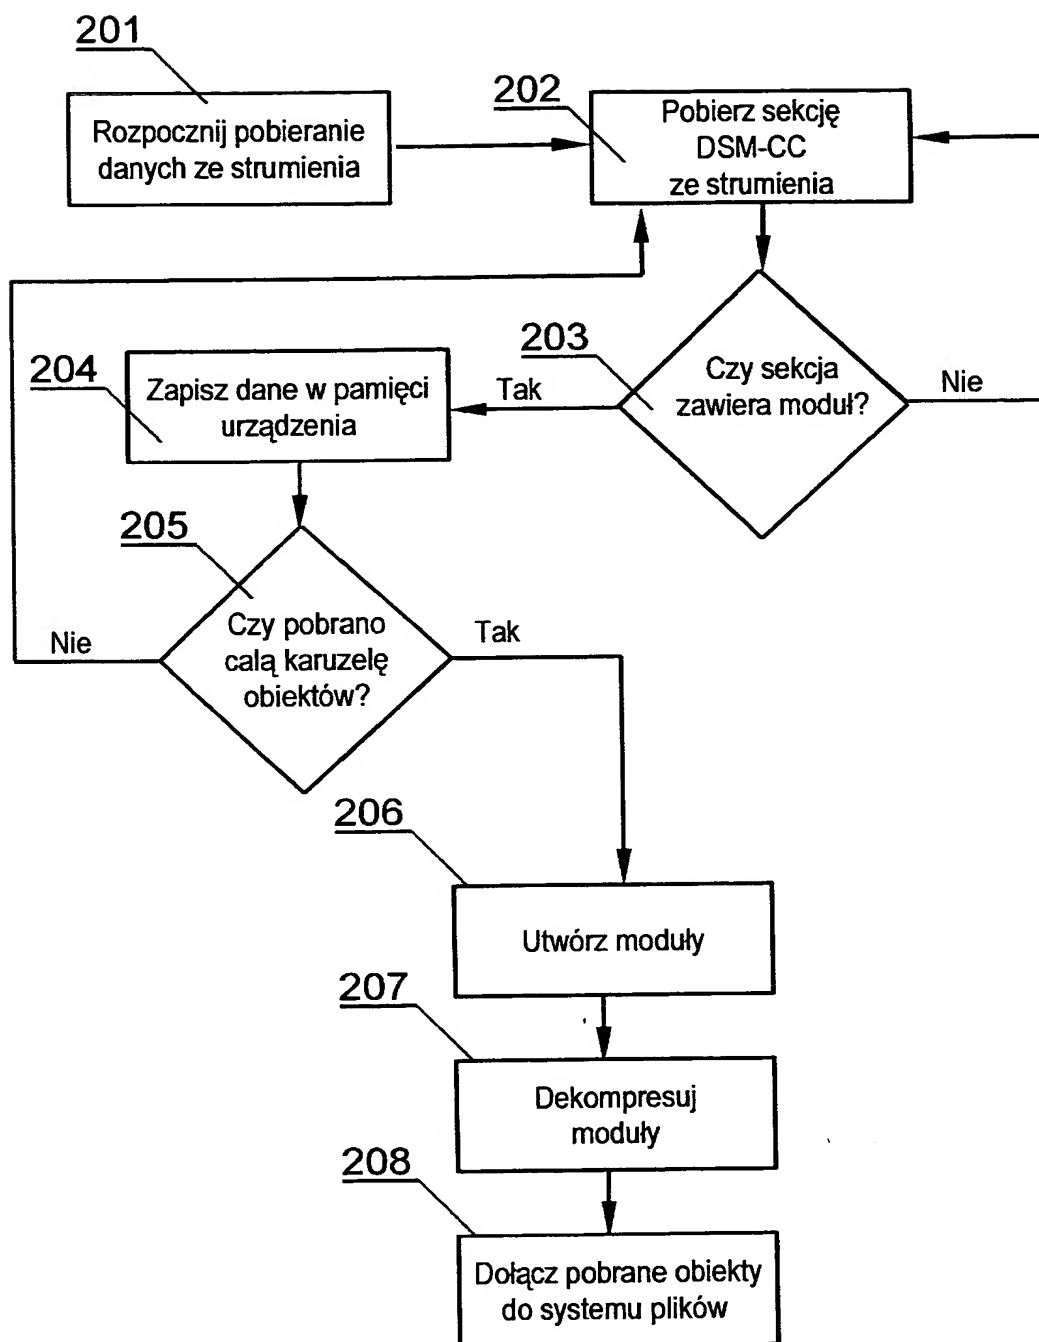 201
Rozpocznij pobieranie
danych ze strumienia
202
Pobierz sekcję
DSM-CC
ze strumienia
203
Czy sekcja
zawiera moduł?
Tak
Nie
204
Zapisz dane w pamięci
urządzenia
205
Czy pobrano
całą karuzelę
obiektów?
Nie
Tak
206
Utwórz moduły
207
Dekompresuj
moduły
208
Dołącz pobrane obiekty
do systemu plików